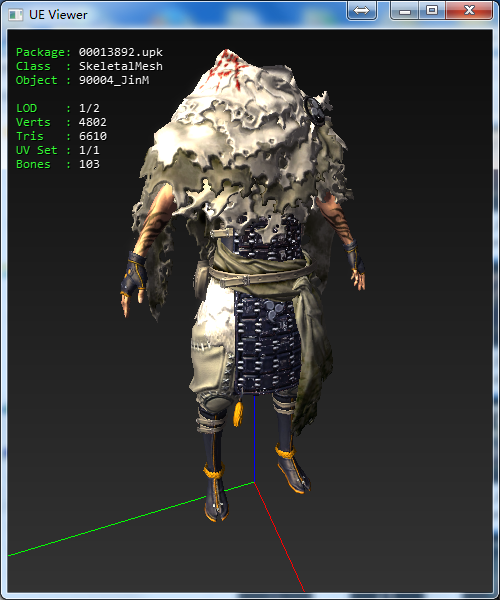 UE Viewer
Package: 00013892.upk
Class : SkeletalMesh
Object : 90004_JinM
LOD : 1/2
Verts : 4802
Tris : 6610
UV Set : 1/1
Bones : 103